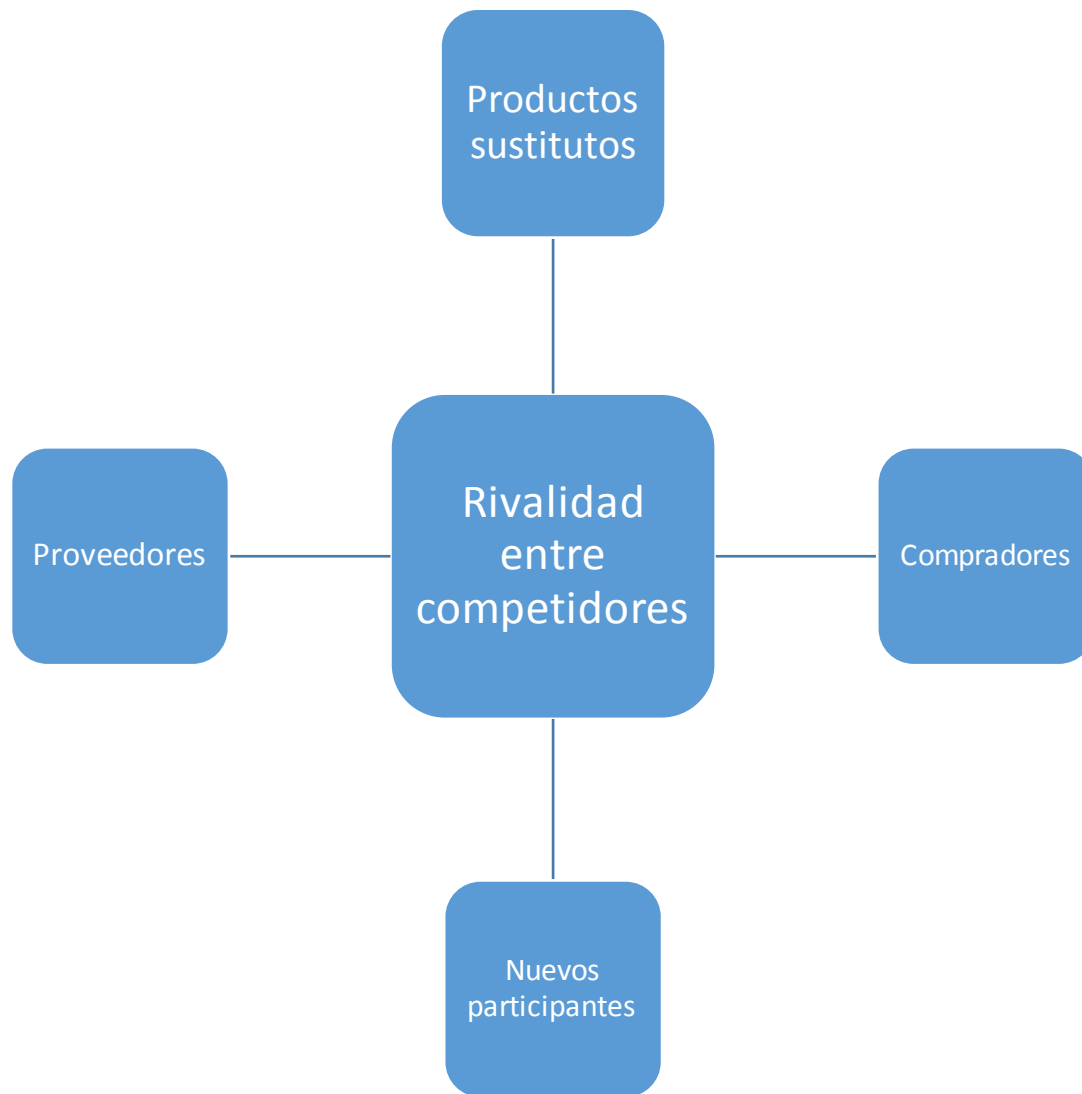 Productos
sustitutos
Rivalidad
entre
competidores
Proveedores
Compradores
Nuevos
participantes